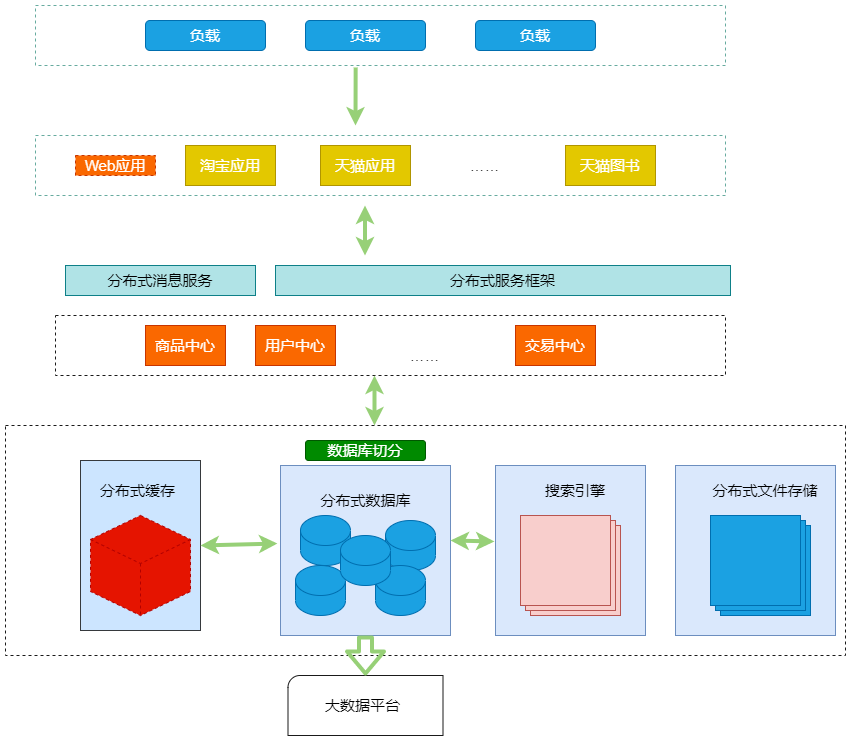 负载
负载
负载
Web应用
淘宝应用
天猫应用
……
天猫图书
分布式消息服务
分布式服务框架
商品中心
用户中心
……
交易中心
数据库切分
分布式缓存
分布式数据库
搜索引擎
分布式文件存储
大数据平台